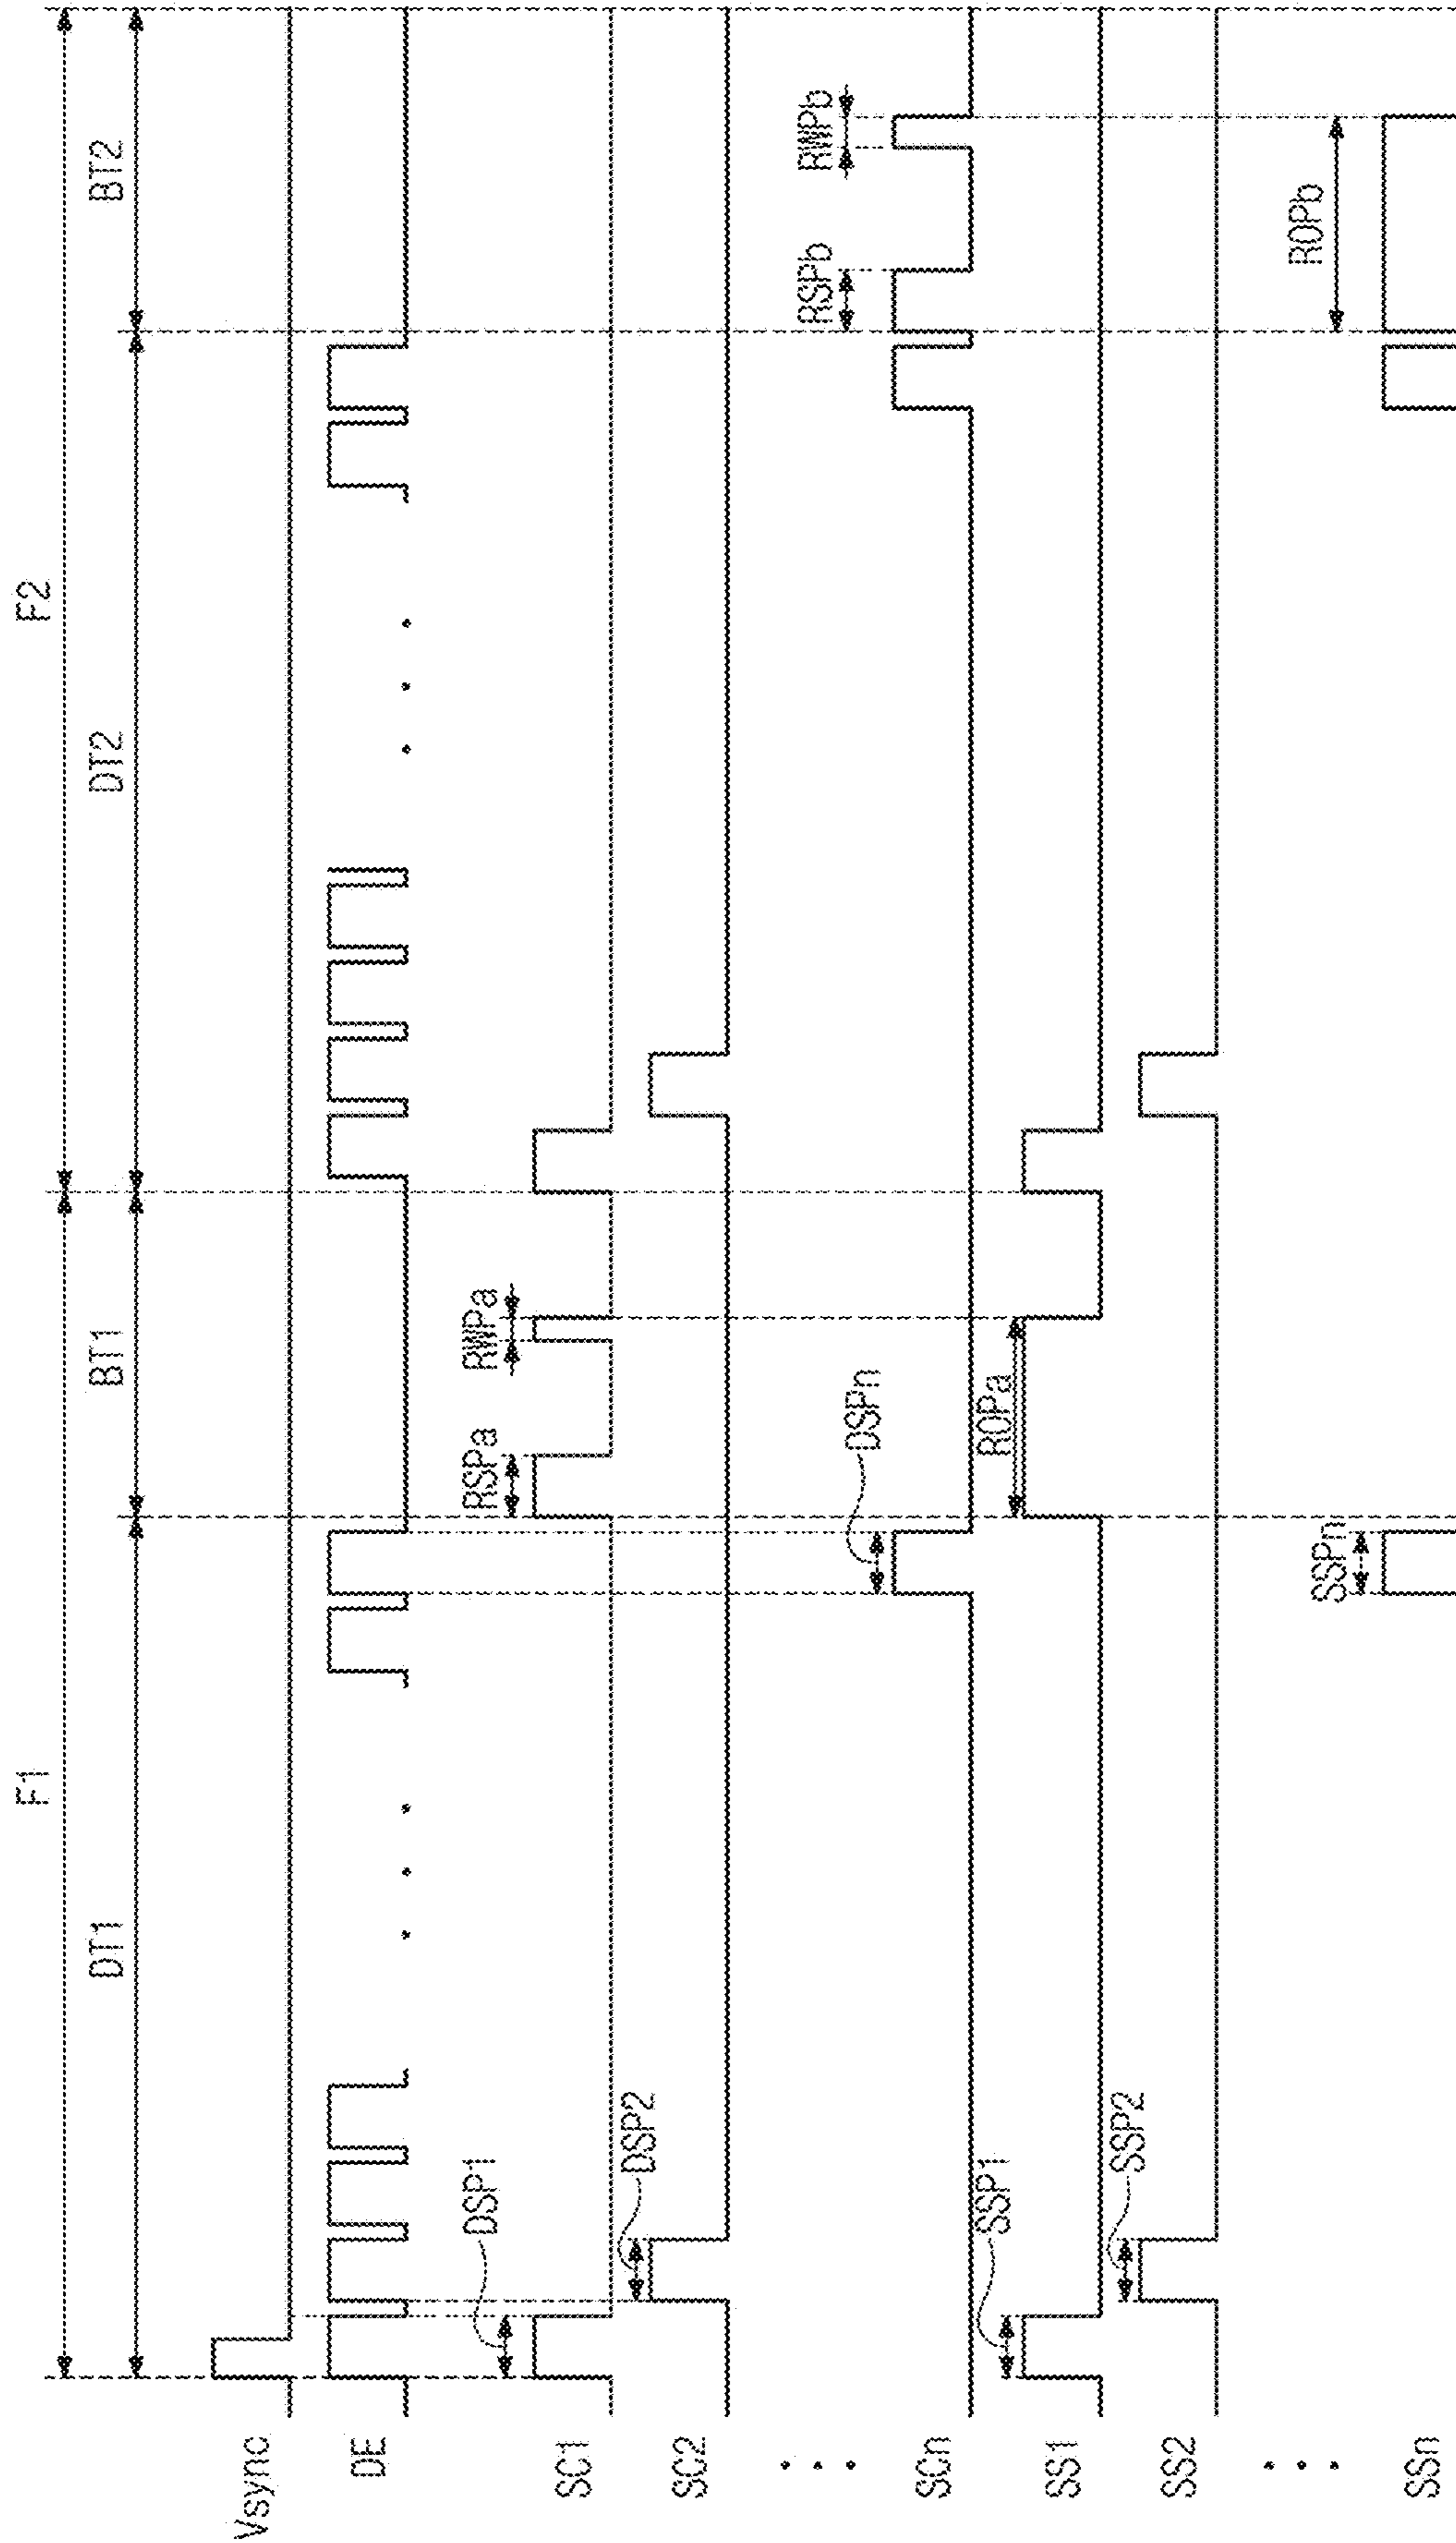 F1 F2
DT1 BT1 DT2 BT2
Vsync
DE
DSP1 RSPa RWPa
SC1
DSP2
SC2
DSPn RSPb RWPb
SCn
SSP1 ROPa
SS1
SSP2
SS2
SSPn ROPb
SSn